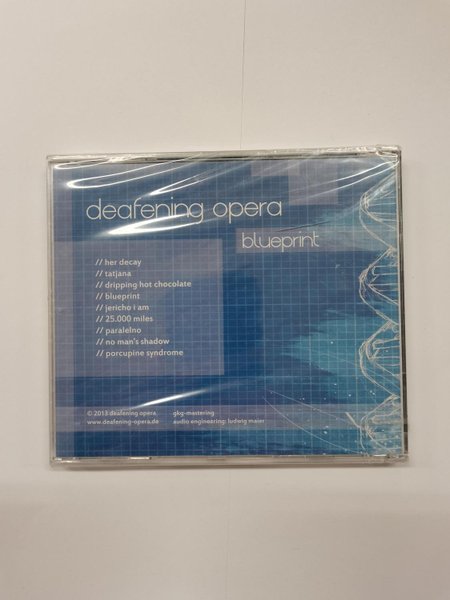 deafening opera
blueprint
// her decay
// tatjana
// dripping hot chocolate
// blueprint
// jericho i am
// 25.000 miles
// paralelno
// no man's shadow
// porcupine syndrome
© 2013 deafening opera
www.deafening-opera.de
gkg-mastering
audio engineering: ludwig maier